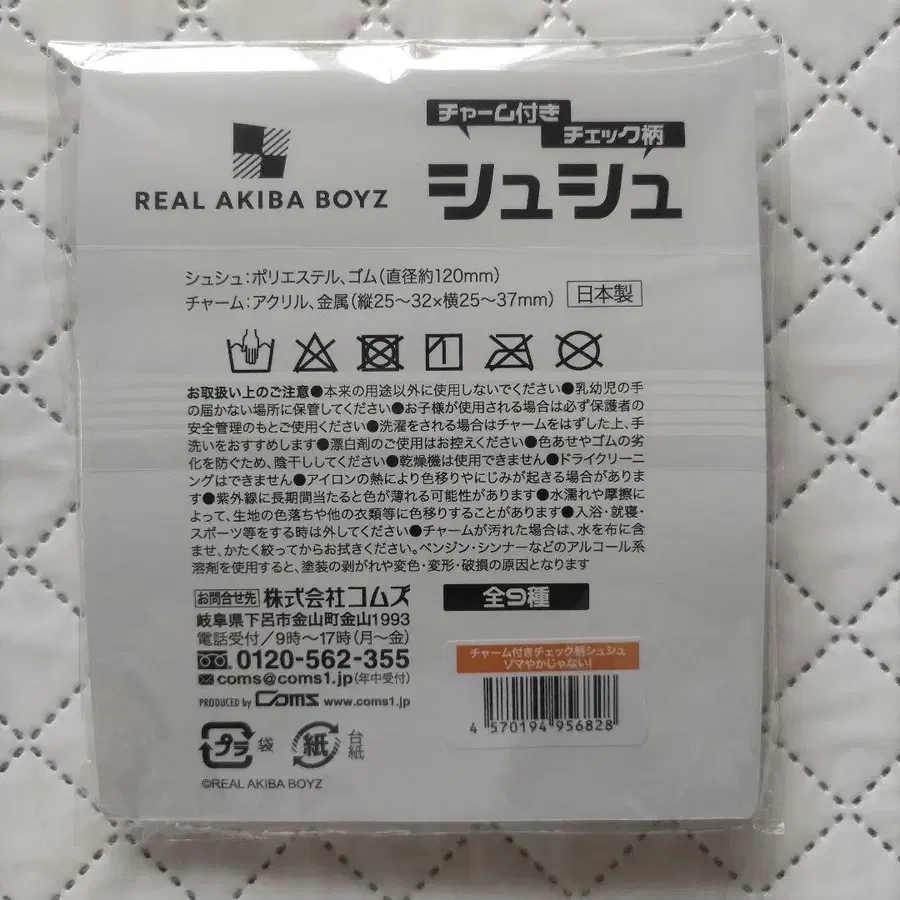 チャーム付き
チェック柄
シュシュ
REAL AKIBA BOYZ
シュシュ:ポリエステル、ゴム(直径約120mm)
チャーム:アクリル、金属(縦25〜32×横25〜37mm) 日本製
お取扱い上のご注意●本来の用途以外に使用しないでください●乳幼児の手
の届かない場所に保管してください●お子様が使用される場合は必ず保護者の
安全管理のもとご使用ください●洗濯をされる場合はチャームをはずした上、手
洗いをおすすめします●漂白剤のご使用はお控えください●色あせやゴムの劣
化を防ぐため、陰干ししてください●乾燥機は使用できません●ドライクリーニ
ングはできません●アイロンの熱により色移りやにじみが起きる場合がありま
す●紫外線に長期間当たると色が薄れる可能性があります●水濡れや摩擦に
よって、生地の色落ちや他の衣類等に色移りすることがあります●入浴・就寝・
スポーツ等をする時は外してください●チャームが汚れた場合は、水を布に含
ませ、かたく絞ってからお拭きください。ベンジン・シンナーなどのアルコール系
溶剤を使用すると、塗装の剥がれや変色・変形・破損の原因となります
お問合せ先 株式会社コムズ
岐阜県下呂市金山町金山1993
電話受付/9時〜17時(月〜金)
0120-562-355
coms@coms1.jp(年中受付)
PRODUCED by Coms www.coms1.jp
全9種
チャーム付きチェック柄シュシュ
ゾマやかじゃない!
4 570194 956828
プラ 袋 紙 台紙
©REAL AKIBA BOYZ